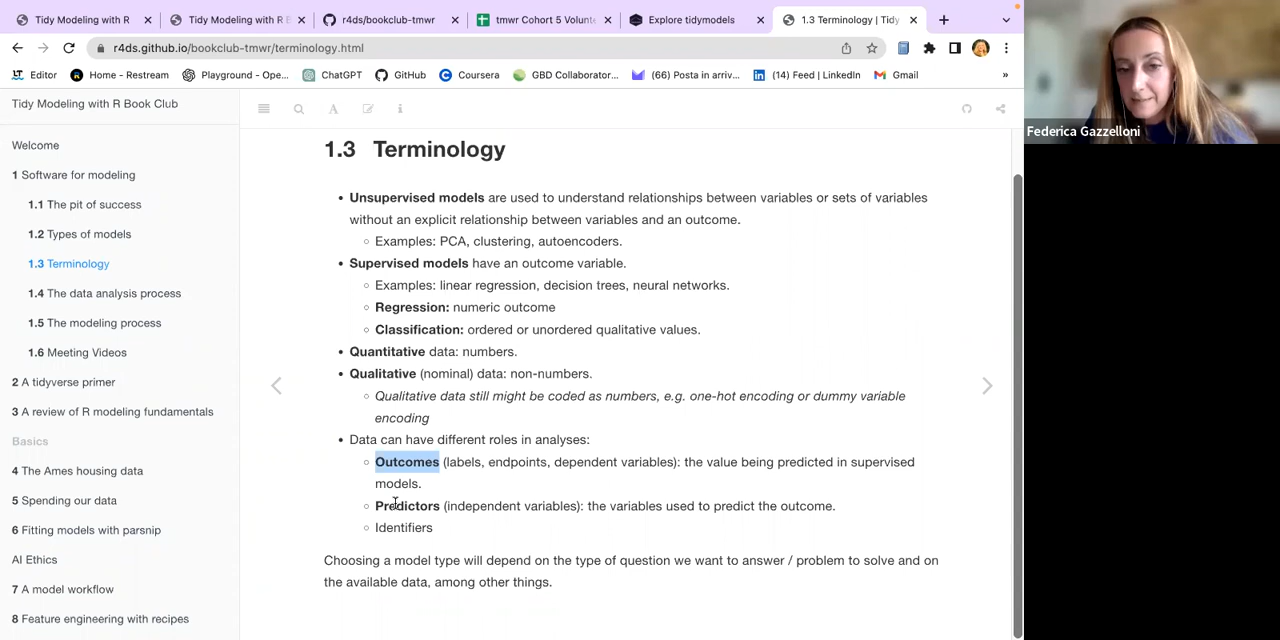 Tidy Modeling with R
Tidy Modeling with R B
r4ds/bookclub-tmwr
tmwr Cohort 5 Volunt
Explore tidymodels
1.3 Terminology | Tidy
r4ds.github.io/bookclub-tmwr/terminology.html
Editor
Home - Restream
Playground - Ope...
ChatGPT
GitHub
Coursera
GBD Collaborator...
(66) Posta in arriv...
(14) Feed | LinkedIn
Gmail
»
Federica Gazzelloni
Tidy Modeling with R Book Club
Welcome
1 Software for modeling
1.1 The pit of success
1.2 Types of models
1.3 Terminology
1.4 The data analysis process
1.5 The modeling process
1.6 Meeting Videos
2 A tidyverse primer
3 A review of R modeling fundamentals
Basics
4 The Ames housing data
5 Spending our data
6 Fitting models with parsnip
AI Ethics
7 A model workflow
8 Feature engineering with recipes
1.3 Terminology
• Unsupervised models are used to understand relationships between variables or sets of variables
without an explicit relationship between variables and an outcome.
◦ Examples: PCA, clustering, autoencoders.
• Supervised models have an outcome variable.
◦ Examples: linear regression, decision trees, neural networks.
◦ Regression: numeric outcome
◦ Classification: ordered or unordered qualitative values.
• Quantitative data: numbers.
• Qualitative (nominal) data: non-numbers.
◦ Qualitative data still might be coded as numbers, e.g. one-hot encoding or dummy variable
encoding
• Data can have different roles in analyses:
◦ Outcomes (labels, endpoints, dependent variables): the value being predicted in supervised
models.
◦ Predictors (independent variables): the variables used to predict the outcome.
◦ Identifiers
Choosing a model type will depend on the type of question we want to answer / problem to solve and on
the available data, among other things.